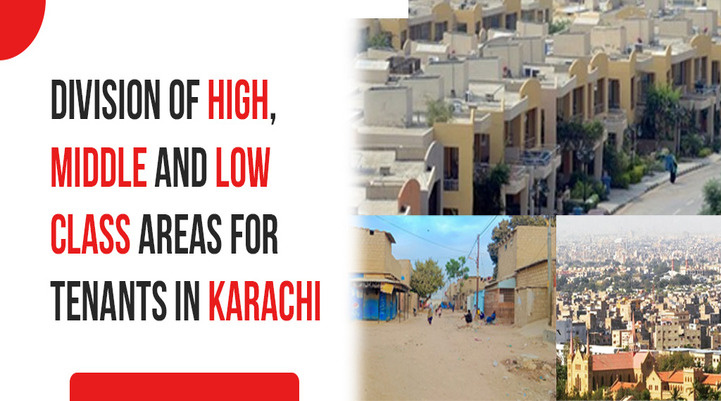 DIVISION OF HIGH,
MIDDLE AND LOW
CLASS AREAS FOR
TENANTS IN KARACHI